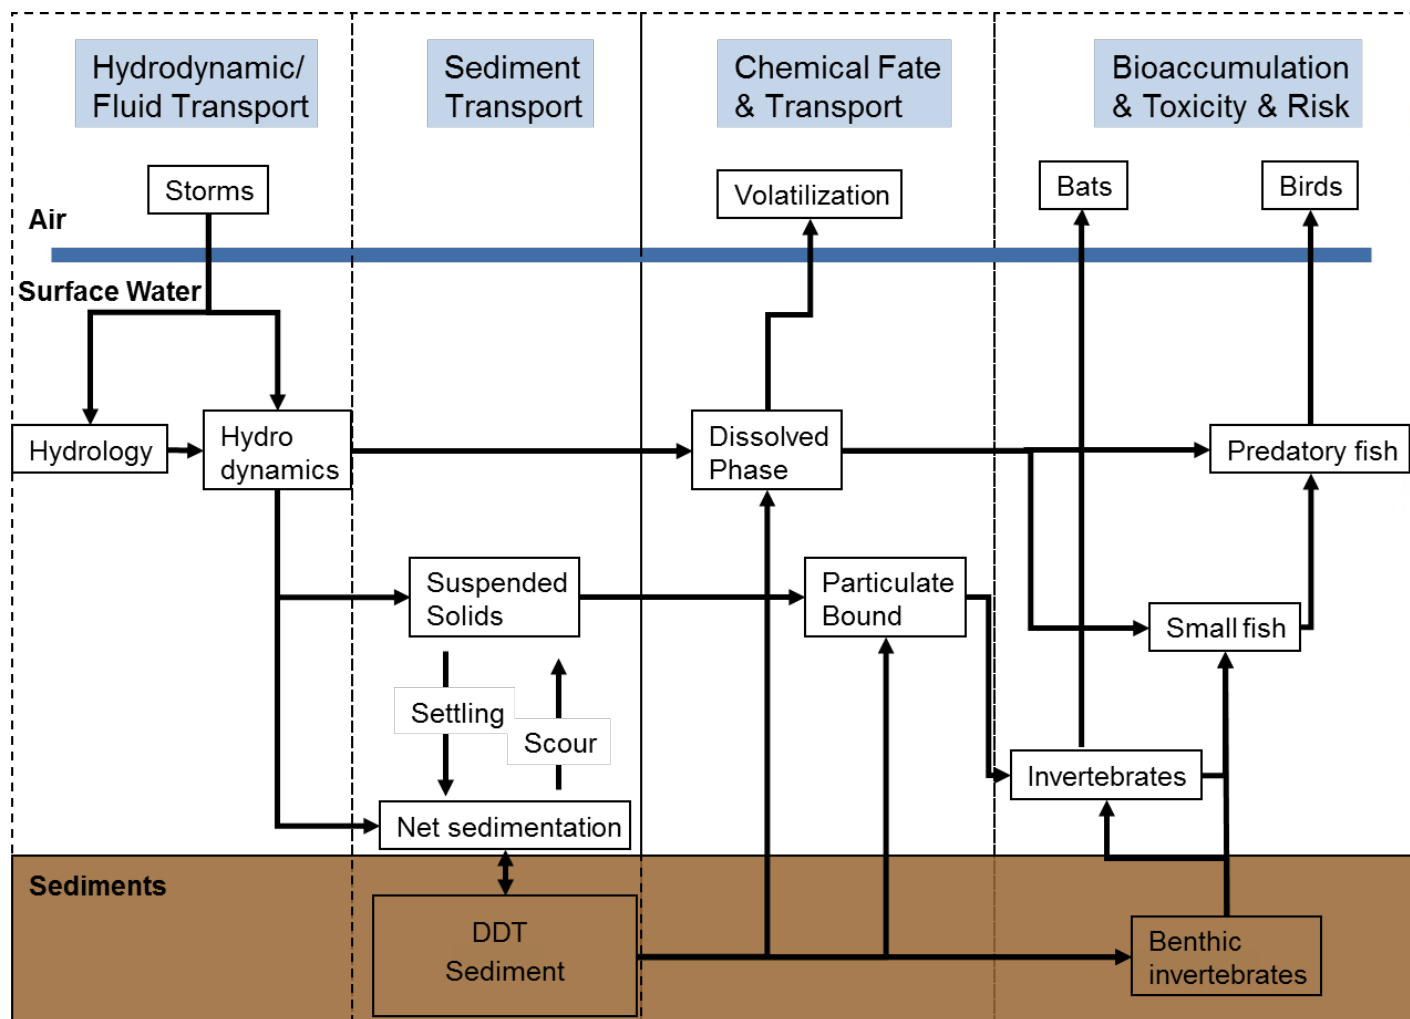 Hydrodynamic/
Fluid Transport
Sediment
Transport
Chemical Fate
& Transport
Bioaccumulation
& Toxicity & Risk
Storms
Volatilization
Bats
Birds
Air
Surface Water
Hydrology
Hydro
dynamics
Dissolved
Phase
Predatory fish
Suspended
Solids
Particulate
Bound
Small fish
Settling
Scour
Invertebrates
Net sedimentation
Sediments
DDT
Sediment
Benthic
invertebrates